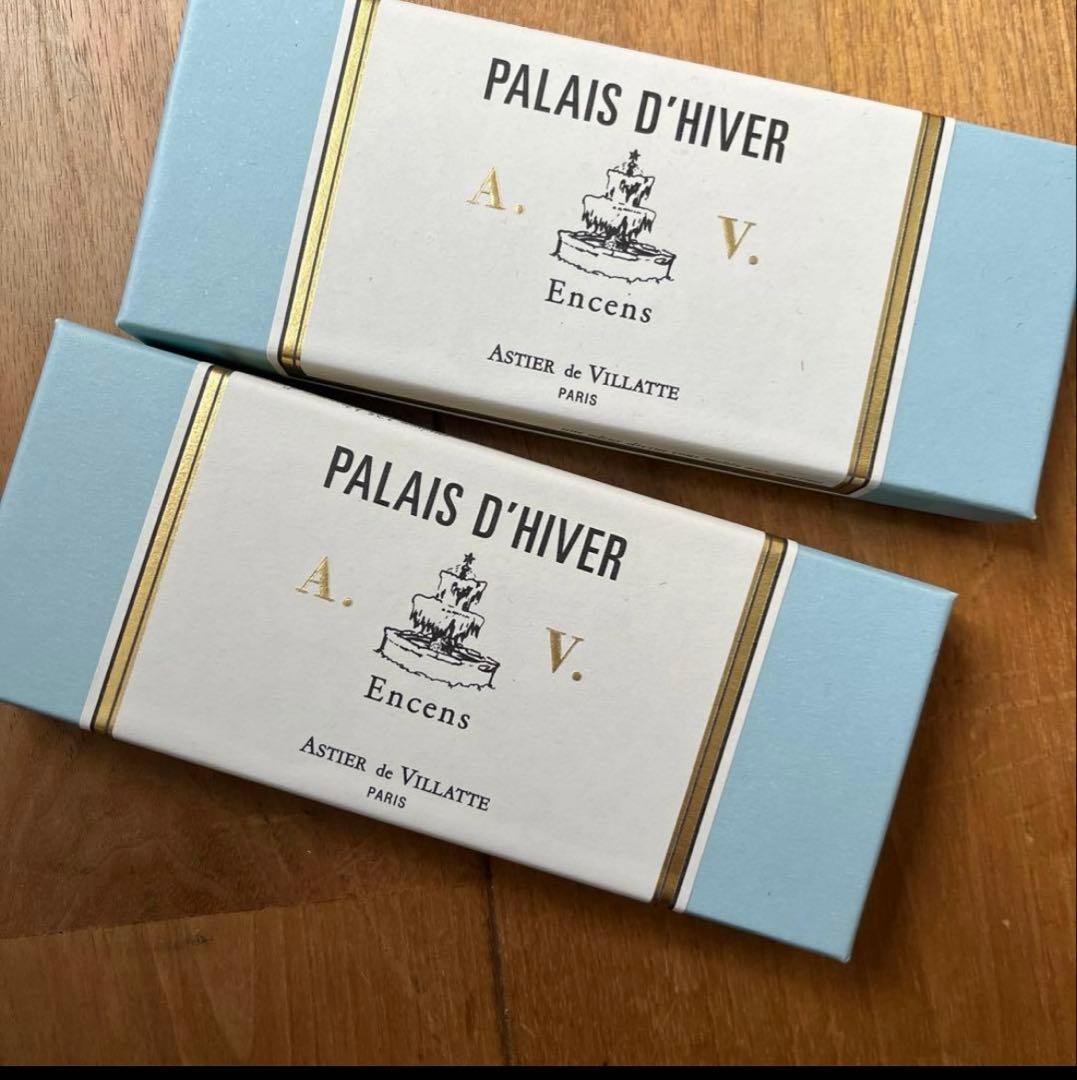 PALAIS D'HIVER
A. V.
Encens
ASTIER de VILLATTE
PARIS
PALAIS D'HIVER
A. V.
Encens
ASTIER de VILLATTE
PARIS